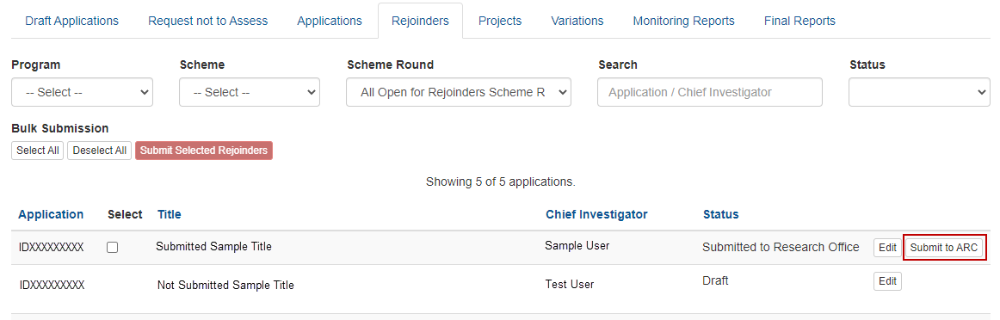 Draft Applications Request not to Assess Applications Rejoinders Projects Variations Monitoring Reports Final Reports
Program Scheme Scheme Round Search Status
-- Select -- -- Select -- All Open for Rejoinders Scheme R Application / Chief Investigator
Bulk Submission
Select All Deselect All Submit Selected Rejoinders
Showing 5 of 5 applications.
Application Select Title Chief Investigator Status
IDXXXXXXXXX Submitted Sample Title Sample User Submitted to Research Office Edit Submit to ARC
IDXXXXXXXXX Not Submitted Sample Title Test User Draft Edit